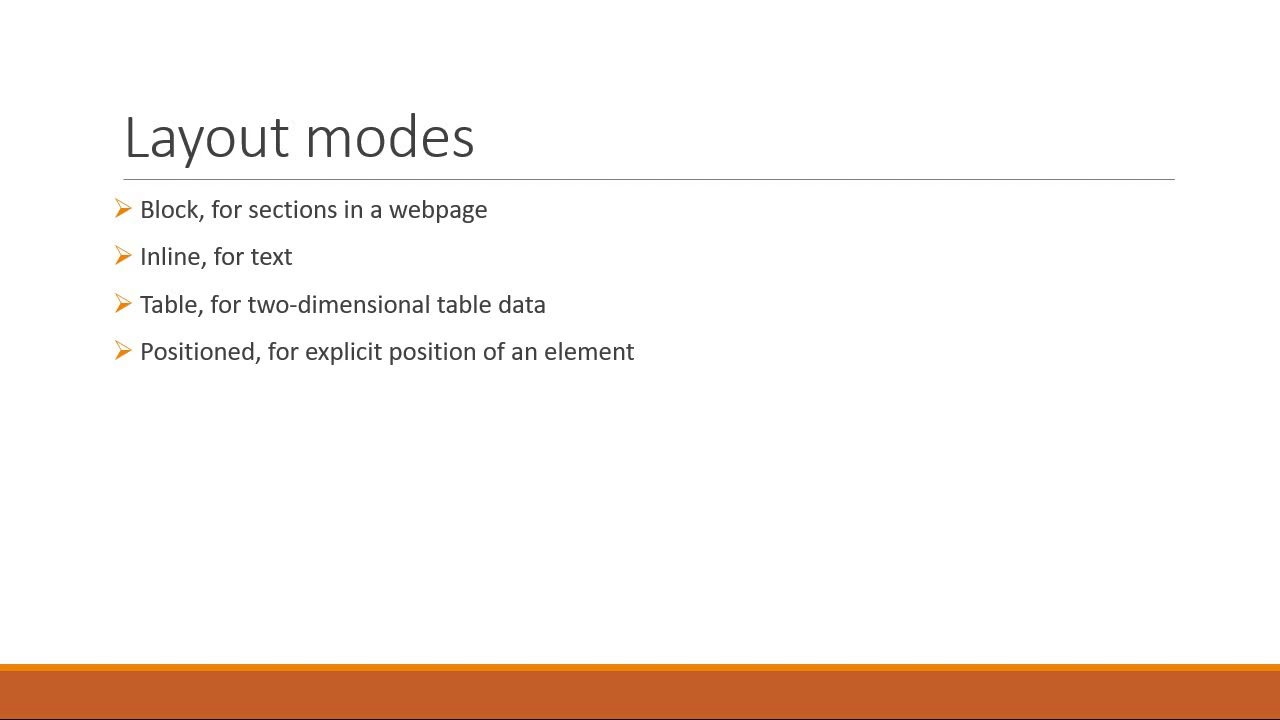 Layout modes
Block, for sections in a webpage
Inline, for text
Table, for two-dimensional table data
Positioned, for explicit position of an element